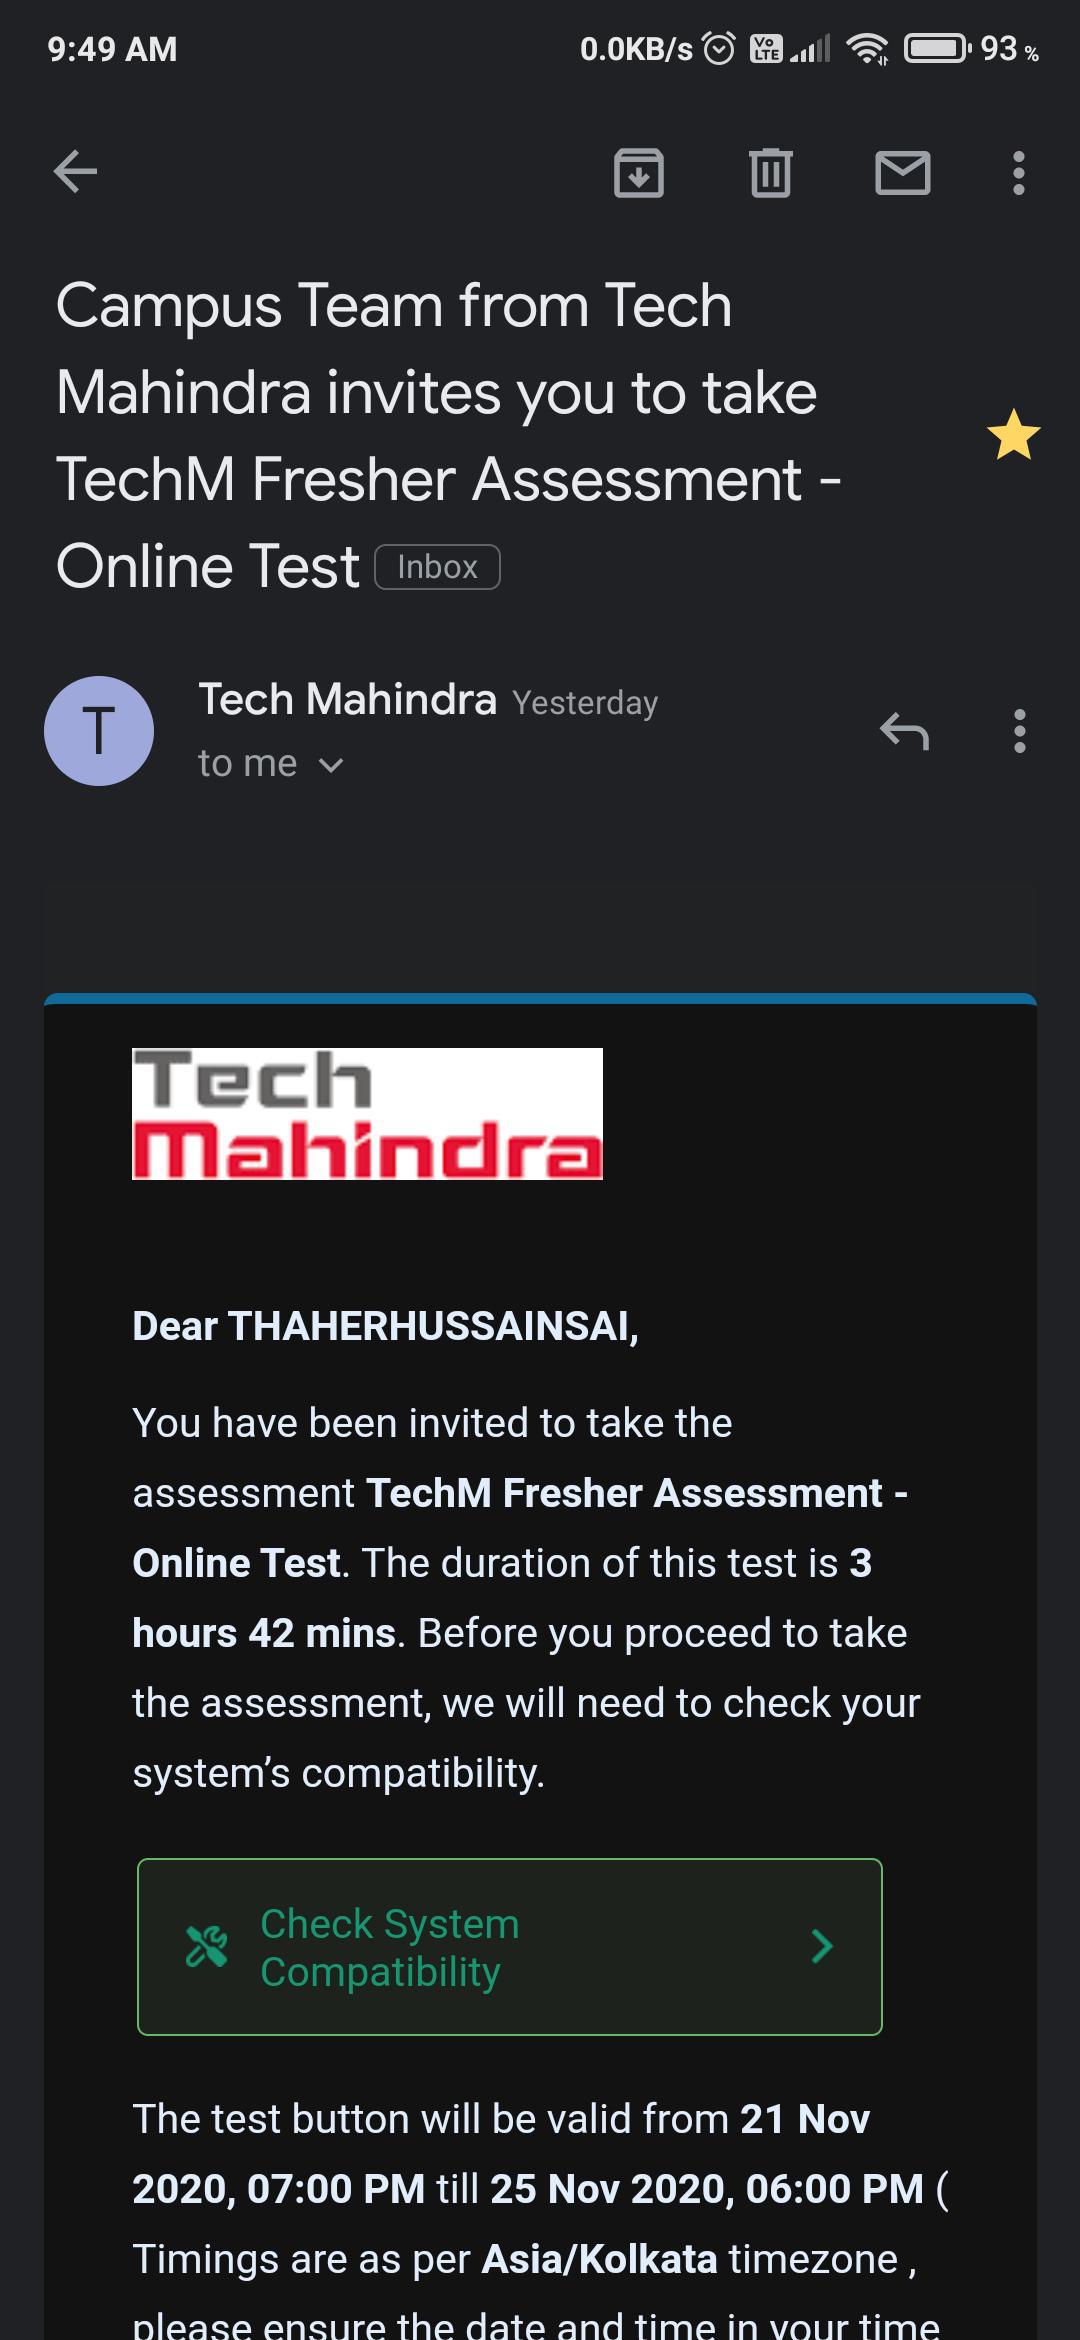 9:49 AM
0.0KB/s Vo LTE 93 %
Campus Team from Tech
Mahindra invites you to take
TechM Fresher Assessment -
Online Test Inbox
T
Tech Mahindra Yesterday
to me
Tech
Mahindra
Dear THAHERHUSSAINSAI,
You have been invited to take the
assessment TechM Fresher Assessment -
Online Test. The duration of this test is 3
hours 42 mins. Before you proceed to take
the assessment, we will need to check your
system’s compatibility.
Check System
Compatibility
The test button will be valid from 21 Nov
2020, 07:00 PM till 25 Nov 2020, 06:00 PM (
Timings are as per Asia/Kolkata timezone ,
please ensure the date and time in your time